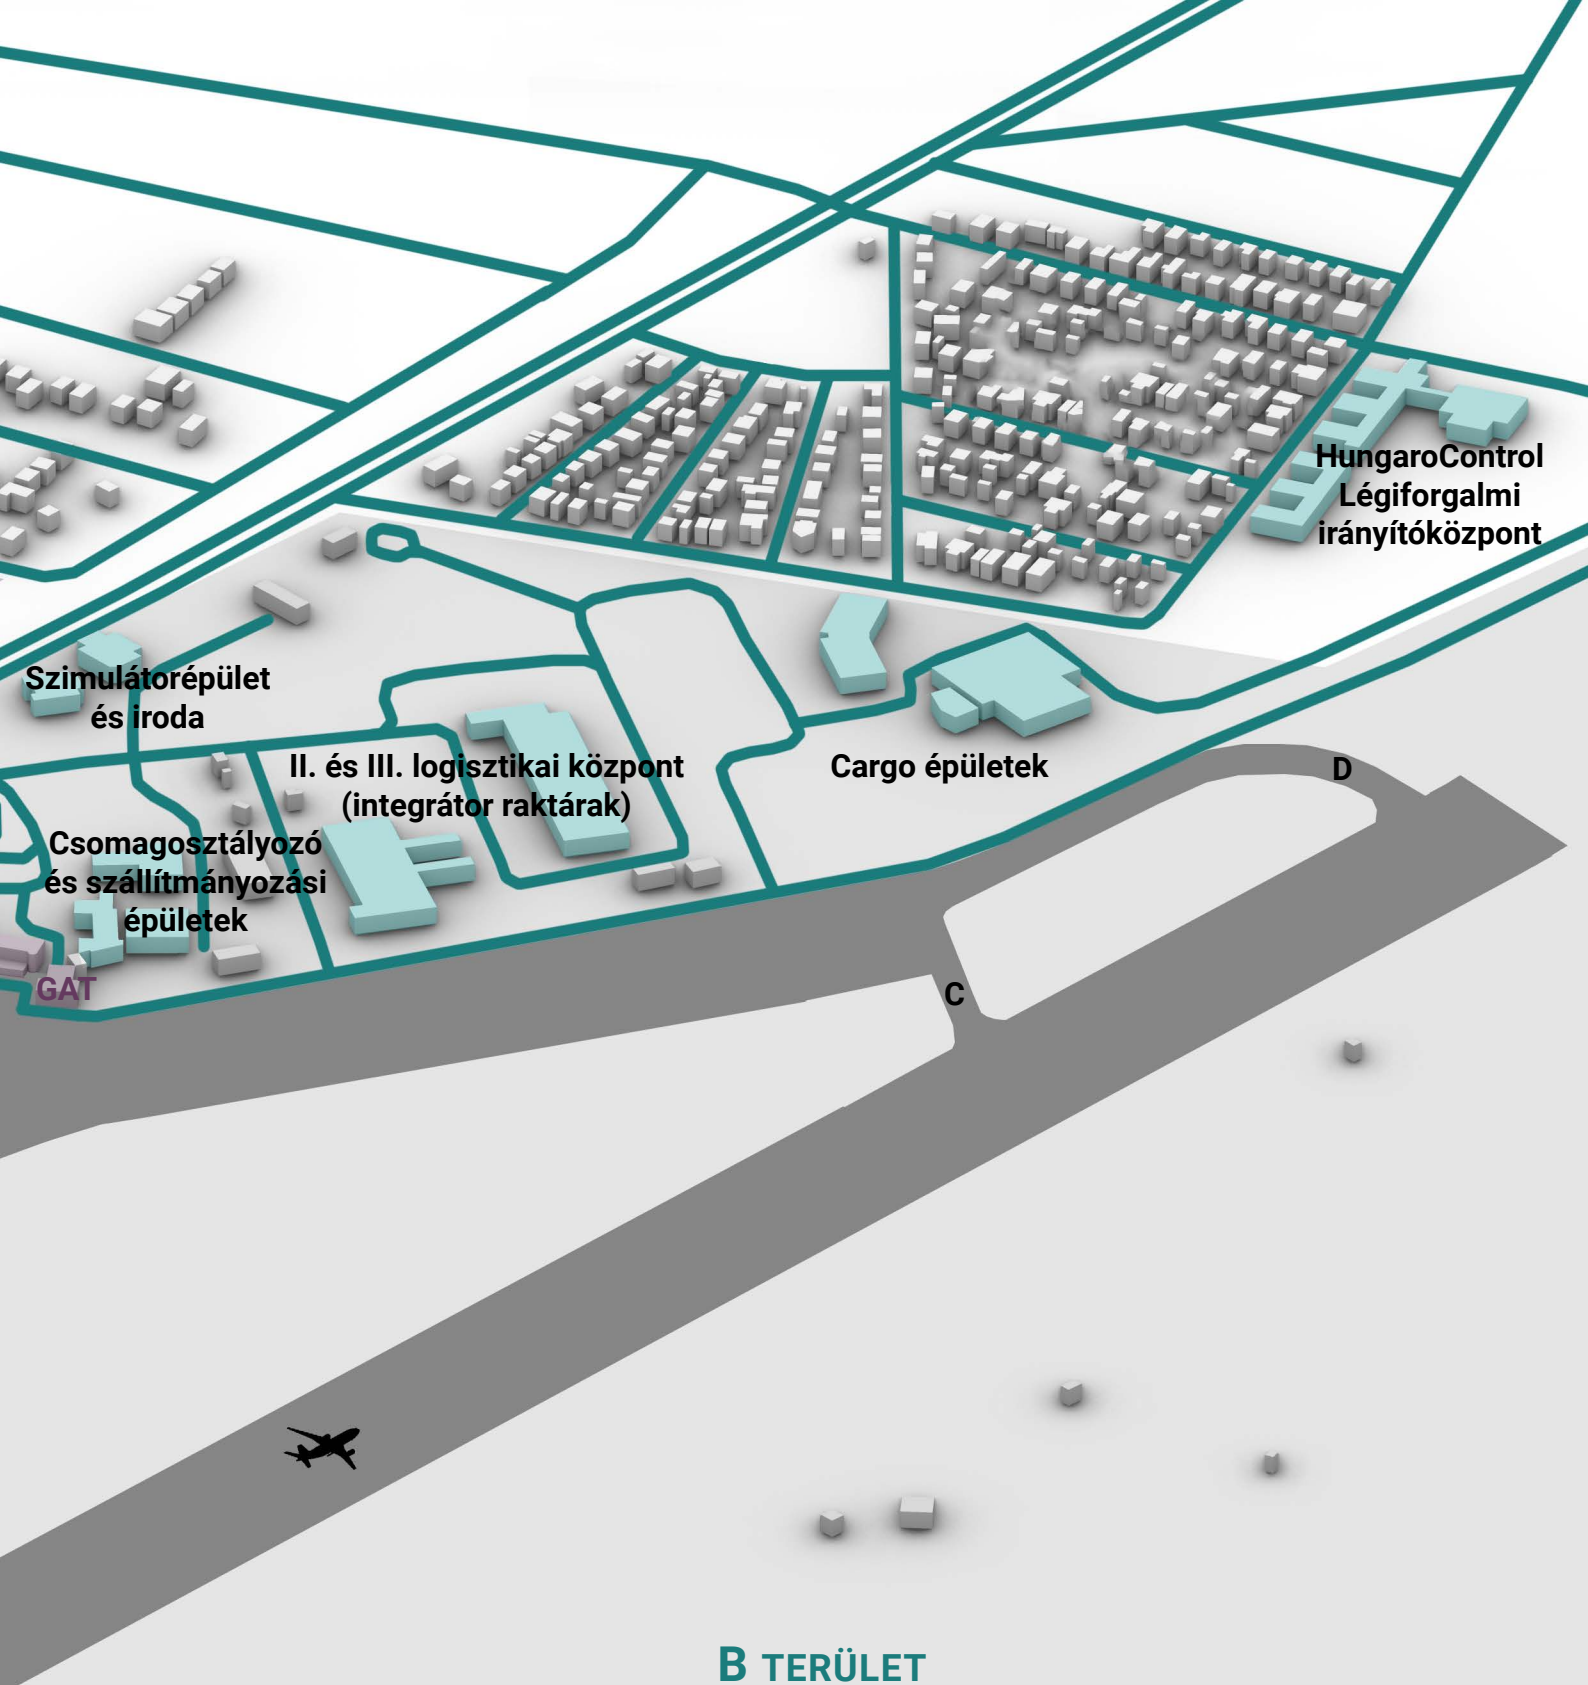 HungaroControl
Légiforgalmi
irányítóközpont
Szimulátorépület
és iroda
II. és III. logisztikai központ
(integrátor raktárak)
Cargo épületek
D
Csomagosztályozó
és szállítmányozási
épületek
GAT
C
B TERÜLET